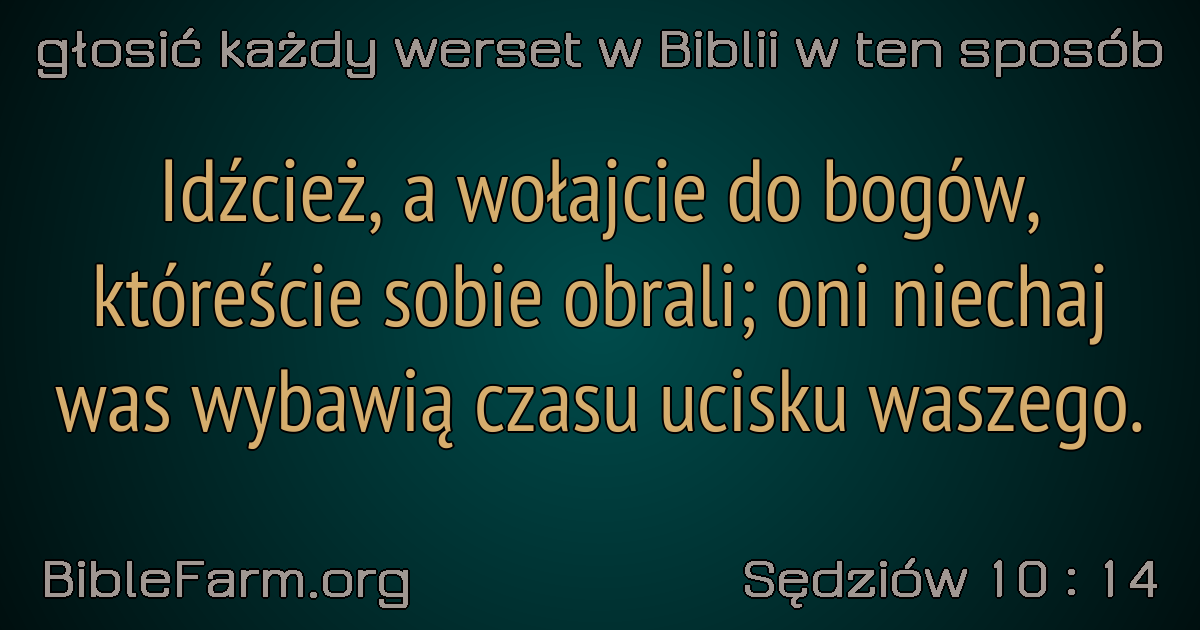 głosić każdy werset w Biblii w ten sposób
Idźcież, a wołajcie do bogów,
któreście sobie obrali; oni niechaj
was wybawią czasu ucisku waszego.
BibleFarm.org
Sędziów 10 : 14